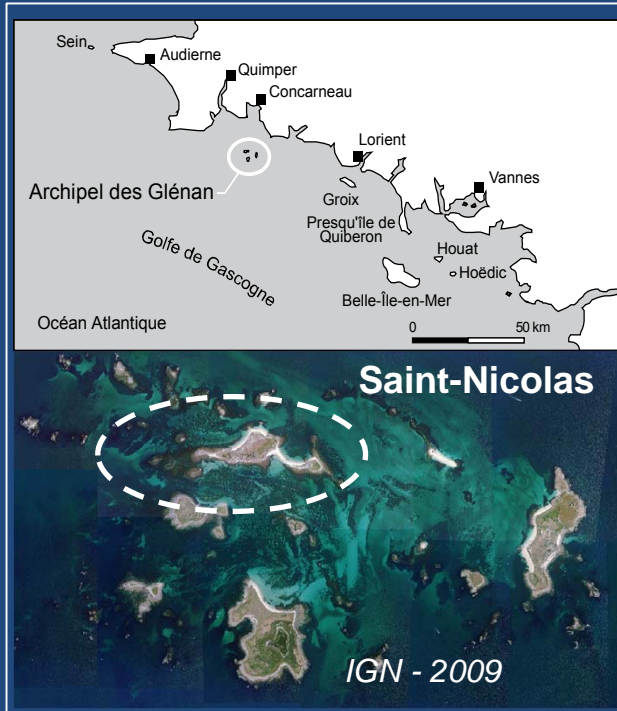 Sein
Audierne
Quimper
Concarneau
Lorient
Vannes
Archipel des Glénan
Groix
Presqu'île de
Quiberon
Houat
Hoëdic
Golfe de Gascogne
Belle-Île-en-Mer
Océan Atlantique
0 50 km
Saint-Nicolas
IGN - 2009